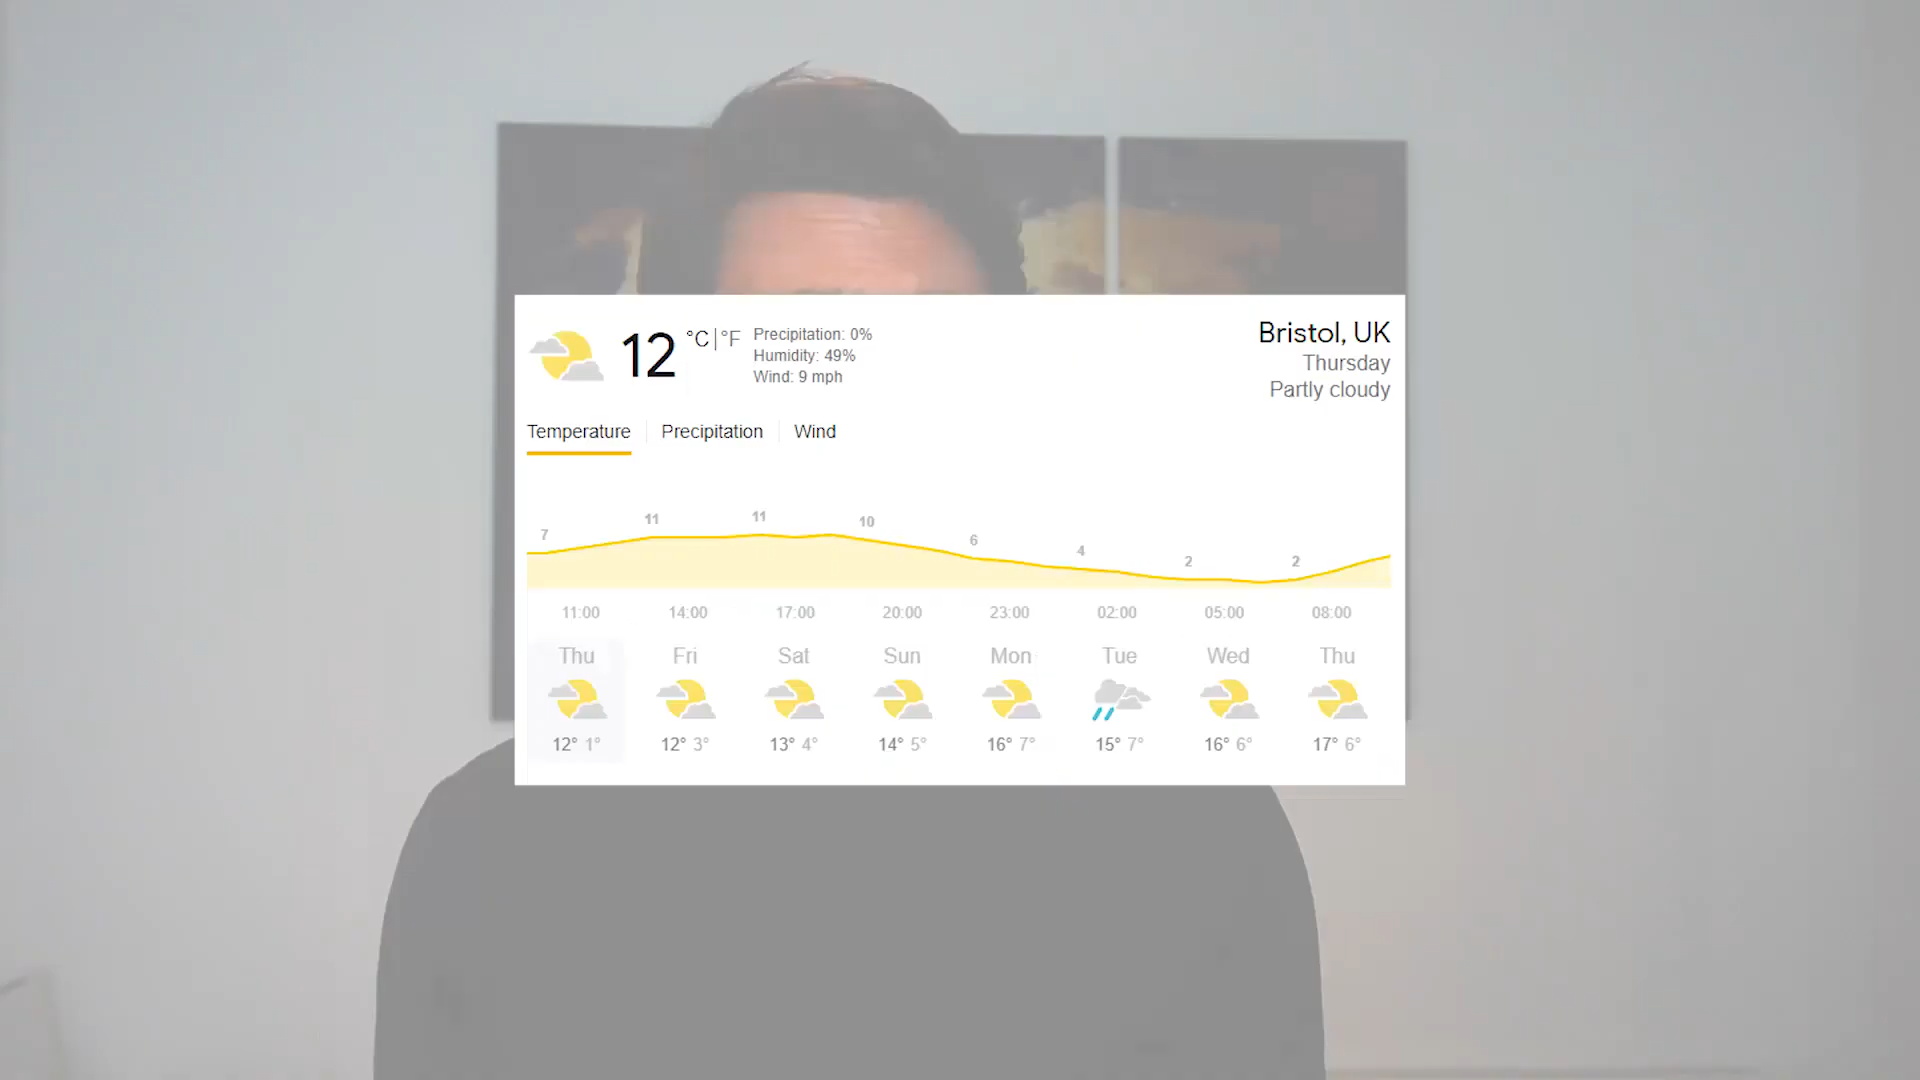 12 °C|°F
Precipitation: 0%
Humidity: 49%
Wind: 9 mph
Bristol, UK
Thursday
Partly cloudy
Temperature Precipitation Wind
7 11 11 10 6 4 2 2
11:00 14:00 17:00 20:00 23:00 02:00 05:00 08:00
Thu Fri Sat Sun Mon Tue Wed Thu
12° 1° 12° 3° 13° 4° 14° 5° 16° 7° 15° 7° 16° 6° 17° 6°